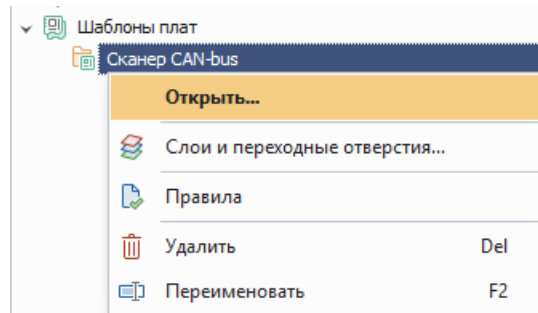 Шаблоны плат
Сканер CAN-bus
Открыть...
Слои и переходные отверстия...
Правила
Удалить Del
Переименовать F2